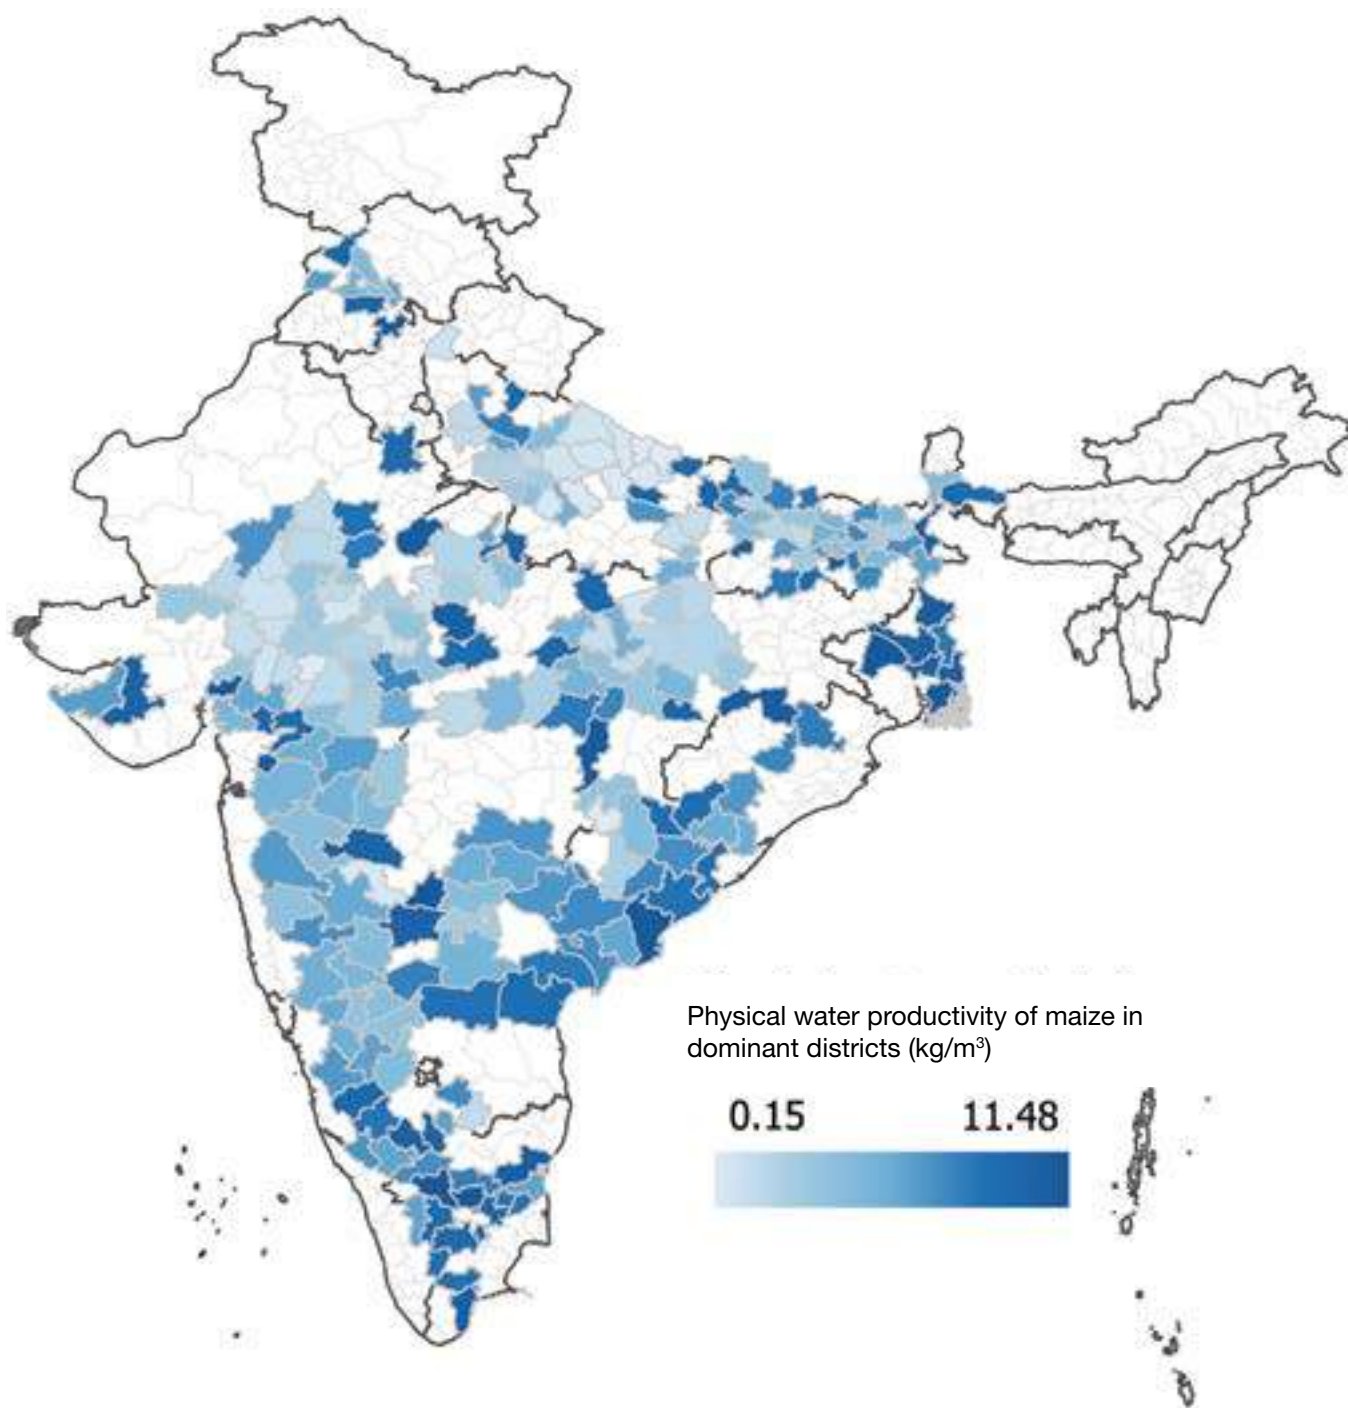 Physical water productivity of maize in
dominant districts (kg/m³)
0.15 11.48